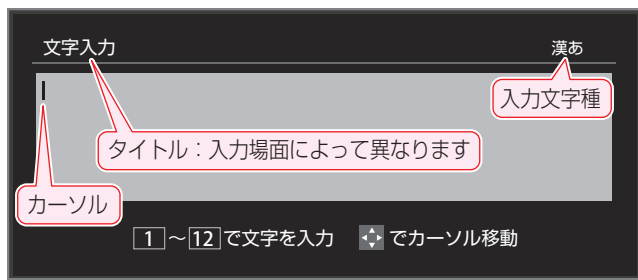 文字入力
漢あ
入力文字種
タイトル：入力場面によって異なります
カーソル
1～12で文字を入力 でカーソル移動